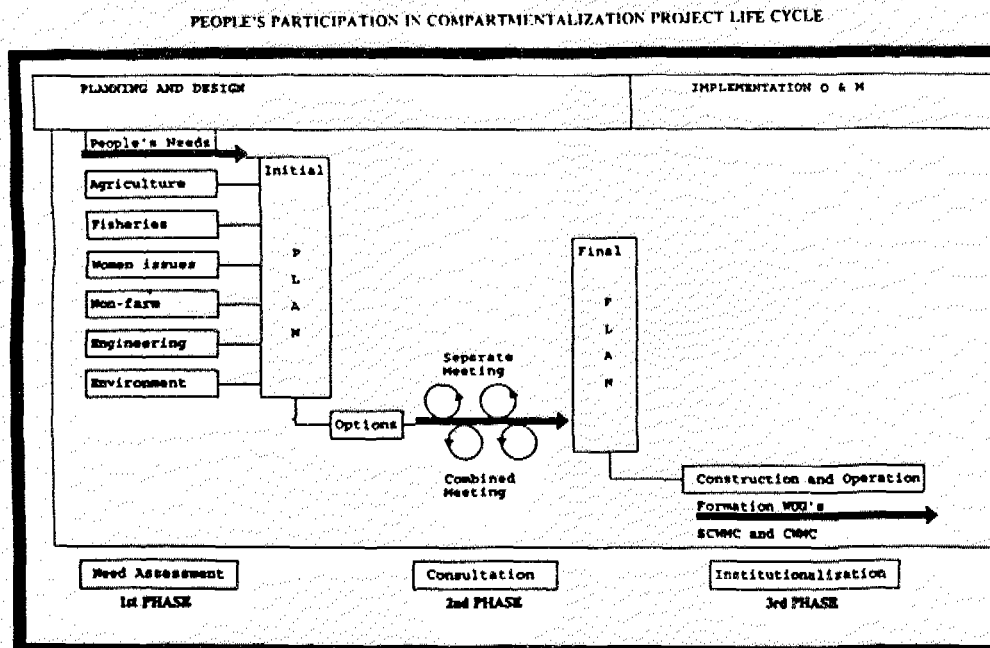 PEOPLE'S PARTICIPATION IN COMPARTMENTALIZATION PROJECT LIFE CYCLE
PLANNING AND DESIGN
IMPLEMENTATION O & M
People's Needs
Agriculture
Fisheries
Women issues
Non-farm
Engineering
Environment
Initial
P
L
A
N
Options
Separate
Meeting
Combined
Meeting
Final
P
L
A
N
Construction and Operation
Formation WUG's
SCWMC and CWMC
Need Assessment
1st PHASE
Consultation
2nd PHASE
Institutionalisation
3rd PHASE